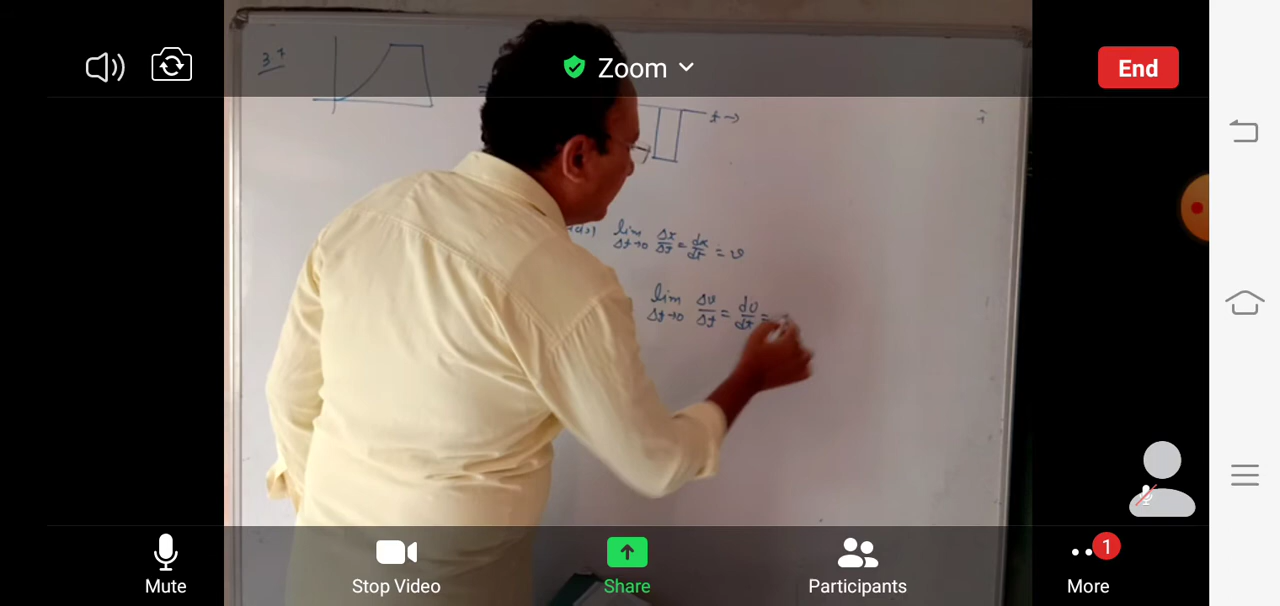 Zoom
End
37
=
t →
lim Δt→0 Δx/Δt = dx/dt = v
lim Δt→0 Δv/Δt = dv/dt =
1
Mute
Stop Video
Share
Participants
More